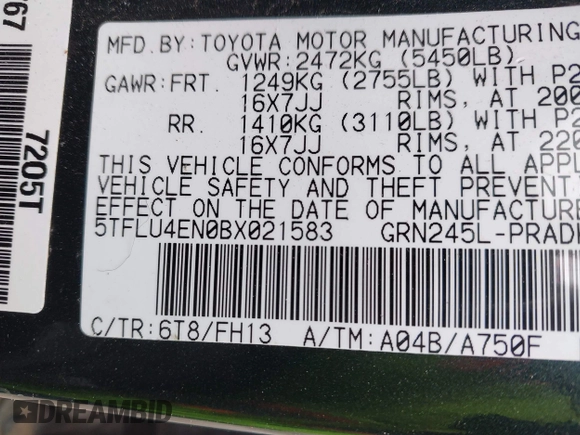 67
7205T
MFD.BY:TOYOTA MOTOR MANUFACTURING
GVWR:2472KG (5450LB)
GAWR:FRT. 1249KG (2755LB) WITH P2
16X7JJ RIMS, AT 200
RR. 1410KG (3110LB) WITH P2
16X7JJ RIMS, AT 220
THIS VEHICLE CONFORMS TO ALL APPL
VEHICLE SAFETY AND THEFT PREVENT
EFFECT ON THE DATE OF MANUFACTURE
5TFLU4EN0BX021583 GRN245L-PRADK
C/TR:6T8/FH13 A/TM:A04B/A750F
DREAMBID